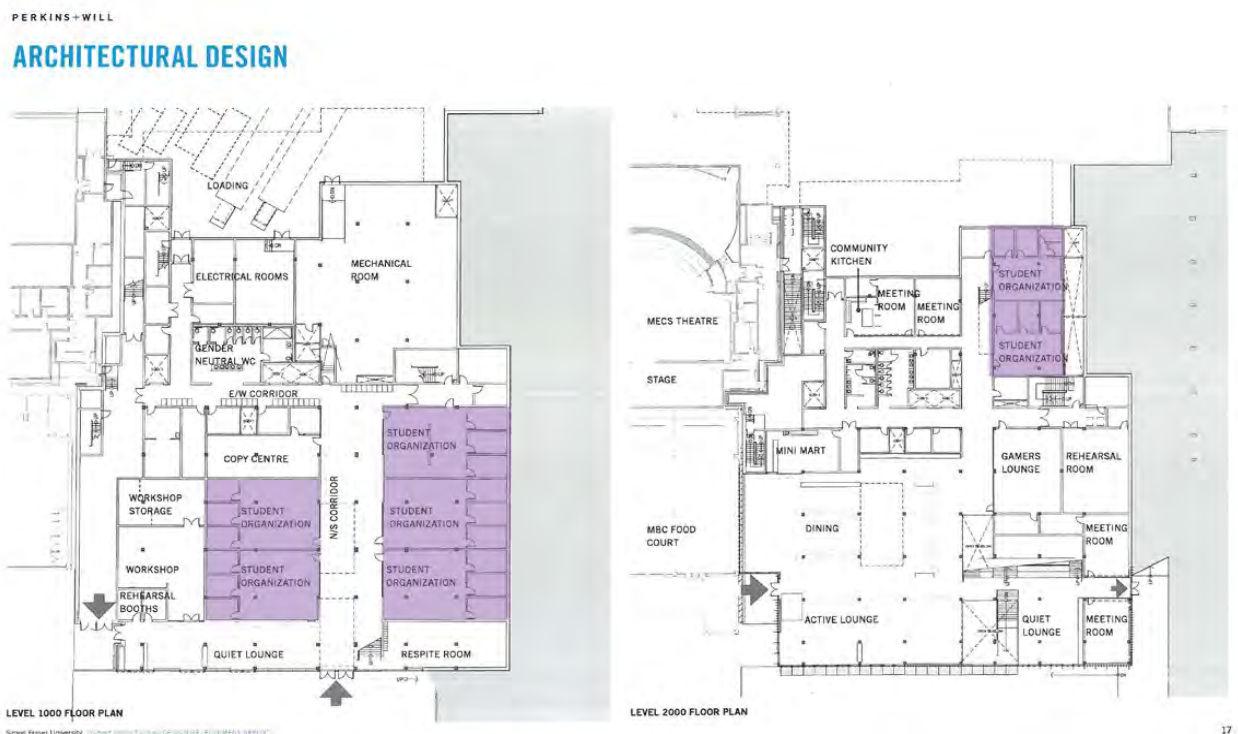 PERKINS+WILL
ARCHITECTURAL DESIGN
LOADING
ELECTRICAL ROOMS
MECHANICAL
ROOM
GENDER
NEUTRAL WC
E/W CORRIDOR
STUDENT
ORGANIZATION
COPY CENTRE
N/S CORRIDOR
WORKSHOP
STORAGE
STUDENT
ORGANIZATION
STUDENT
ORGANIZATION
WORKSHOP
STUDENT
ORGANIZATION
STUDENT
ORGANIZATION
REHEARSAL
BOOTHS
QUIET LOUNGE
RESPITE ROOM
LEVEL 1000 FLOOR PLAN
COMMUNITY
KITCHEN
STUDENT
ORGANIZATION
MEETING
ROOM
MEETING
ROOM
MECS THEATRE
STUDENT
ORGANIZATION
STAGE
MINI MART
GAMERS
LOUNGE
REHEARSAL
ROOM
MBC FOOD
COURT
DINING
MEETING
ROOM
ACTIVE LOUNGE
QUIET
LOUNGE
MEETING
ROOM
LEVEL 2000 FLOOR PLAN
Simon Fraser University
17